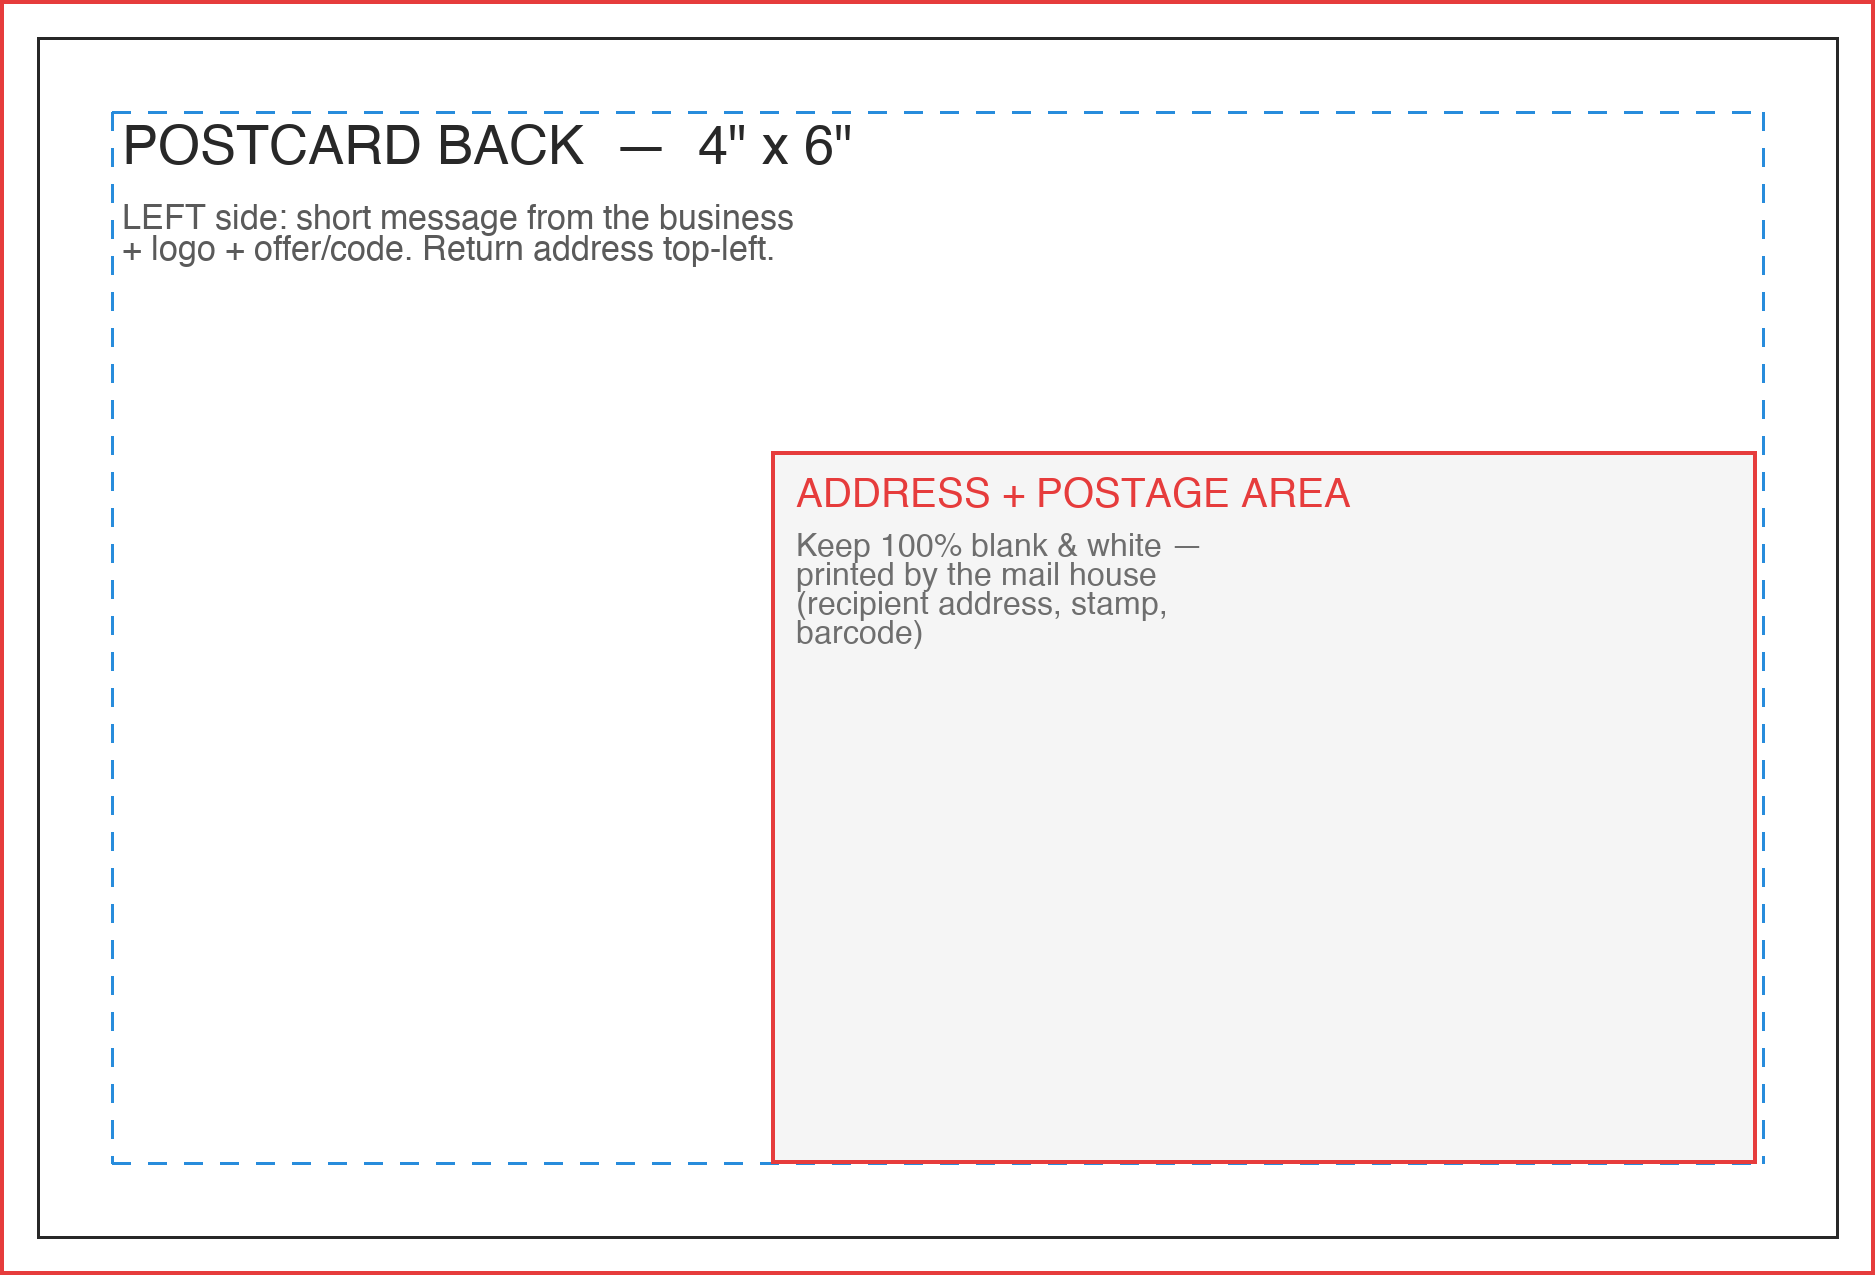 POSTCARD BACK — 4" x 6"
LEFT side: short message from the business
+ logo + offer/code. Return address top-left.
ADDRESS + POSTAGE AREA
Keep 100% blank & white —
printed by the mail house
(recipient address, stamp,
barcode)